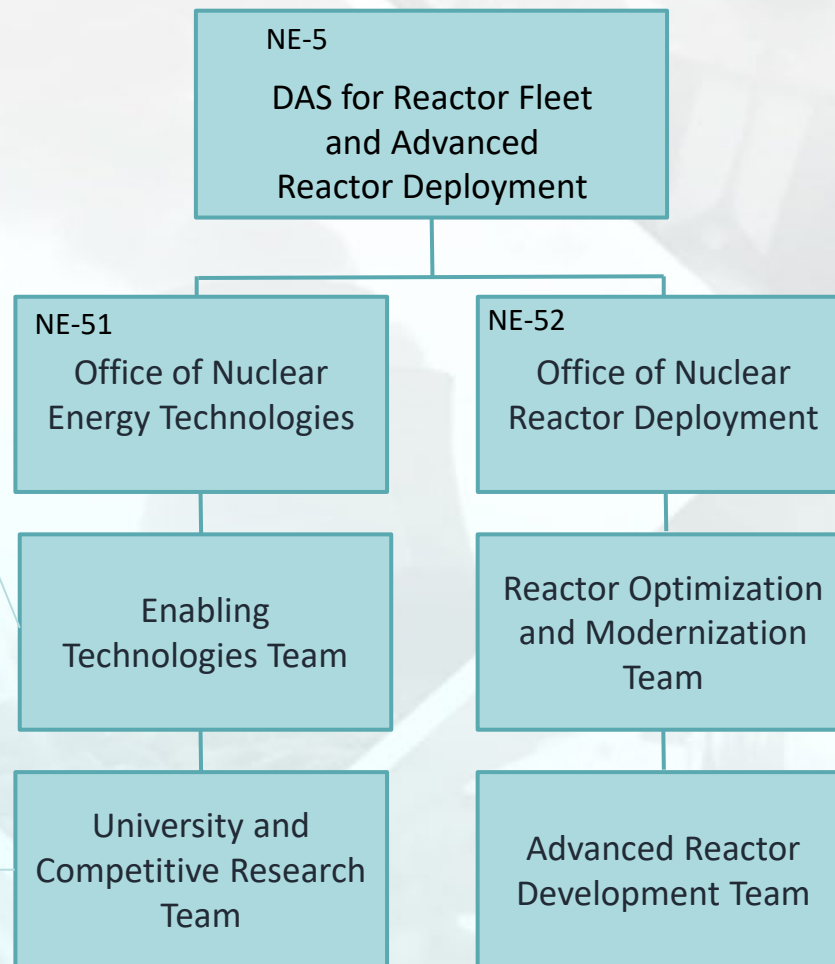 NE-5
DAS for Reactor Fleet
and Advanced
Reactor Deployment
NE-51
Office of Nuclear
Energy Technologies
NE-52
Office of Nuclear
Reactor Deployment
Enabling
Technologies Team
Reactor Optimization
and Modernization
Team
University and
Competitive Research
Team
Advanced Reactor
Development Team